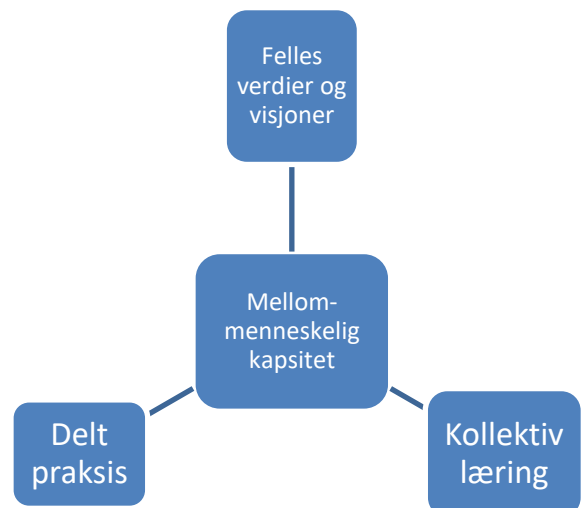 Felles
verdier og
visjoner
Mellom-
menneskelig
kapsitet
Delt
praksis
Kollektiv
læring